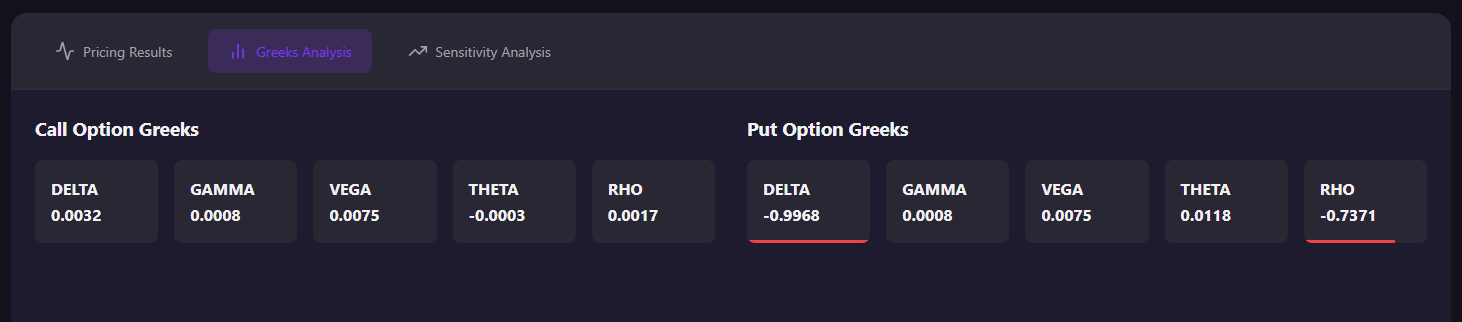 Pricing Results Greeks Analysis Sensitivity Analysis
Call Option Greeks
DELTA GAMMA VEGA THETA RHO
0.0032 0.0008 0.0075 -0.0003 0.0017
Put Option Greeks
DELTA GAMMA VEGA THETA RHO
-0.9968 0.0008 0.0075 0.0118 -0.7371